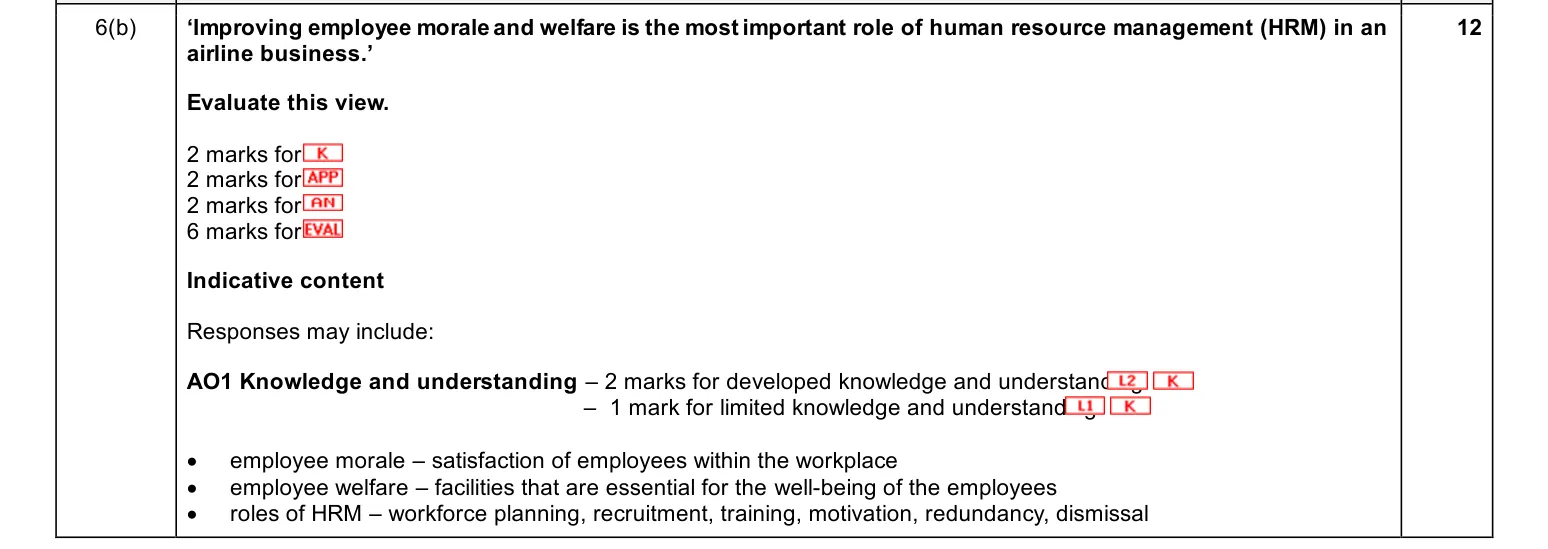 6(b)
‘Improving employee morale and welfare is the most important role of human resource management (HRM) in an
airline business.’
12
Evaluate this view.
2 marks for K
2 marks for APP
2 marks for AN
6 marks for EVAL
Indicative content
Responses may include:
AO1 Knowledge and understanding – 2 marks for developed knowledge and understand L2 K
– 1 mark for limited knowledge and understand L1 K
• employee morale – satisfaction of employees within the workplace
• employee welfare – facilities that are essential for the well-being of the employees
• roles of HRM – workforce planning, recruitment, training, motivation, redundancy, dismissal